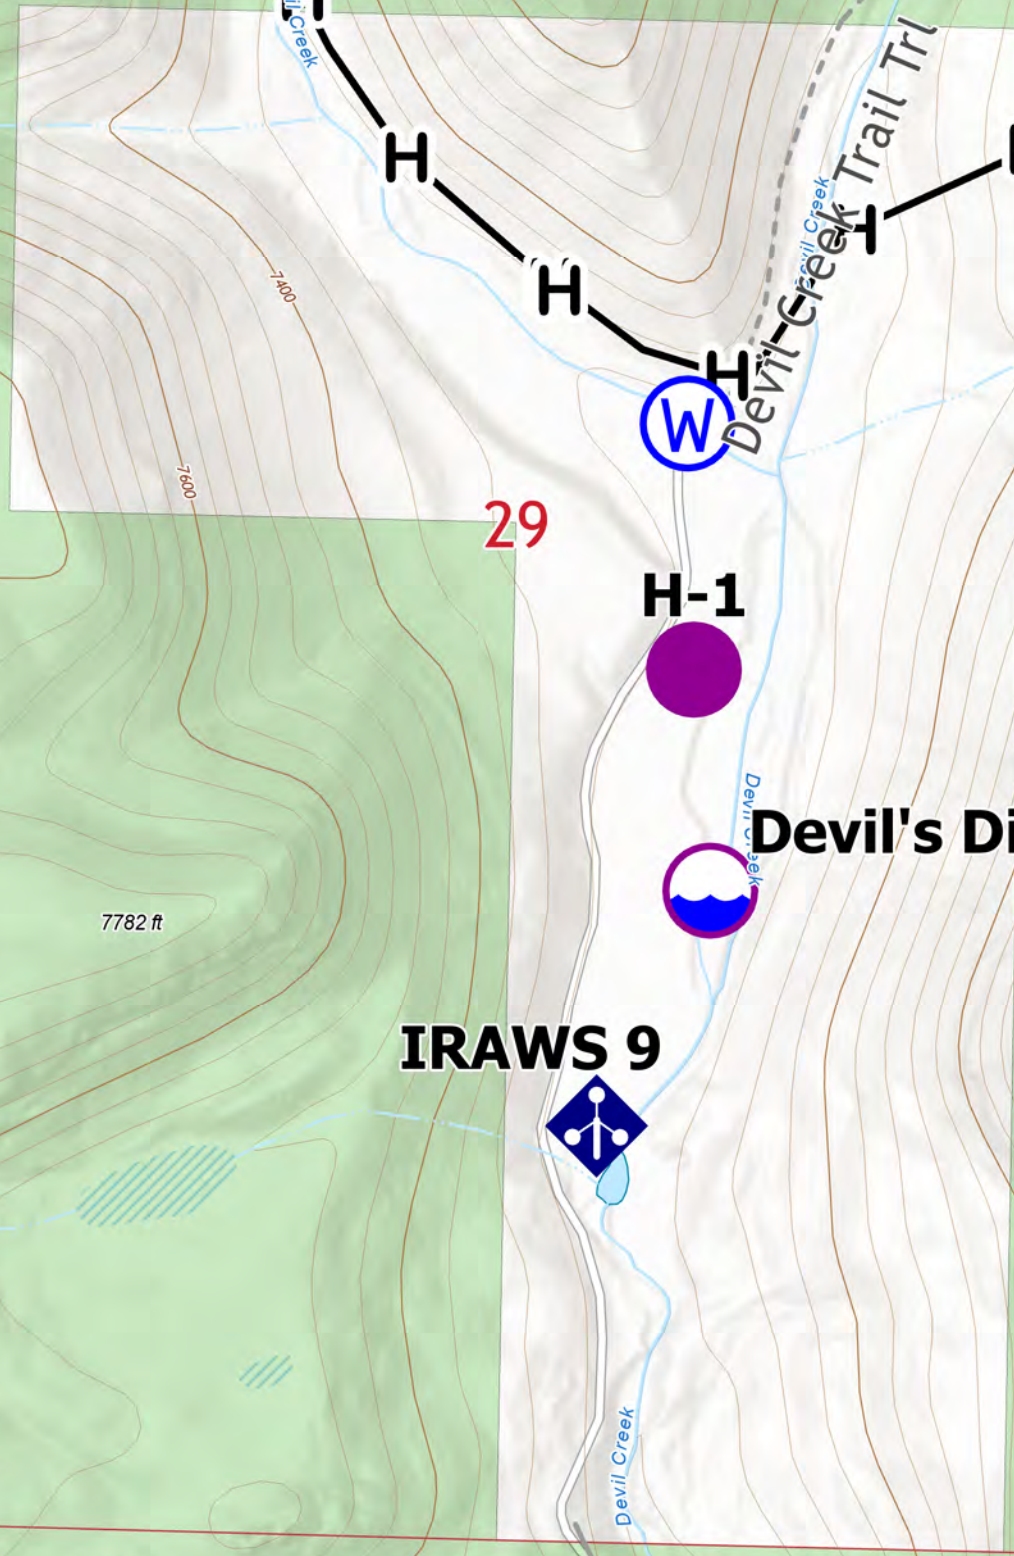 Creek
H
Devil Creek Trail Trl
Devil Creek
H
7400
H
H
W
7600
29
H-1
Devil Creek
Devil's Di
7782 ft
IRAWS 9
Devil Creek